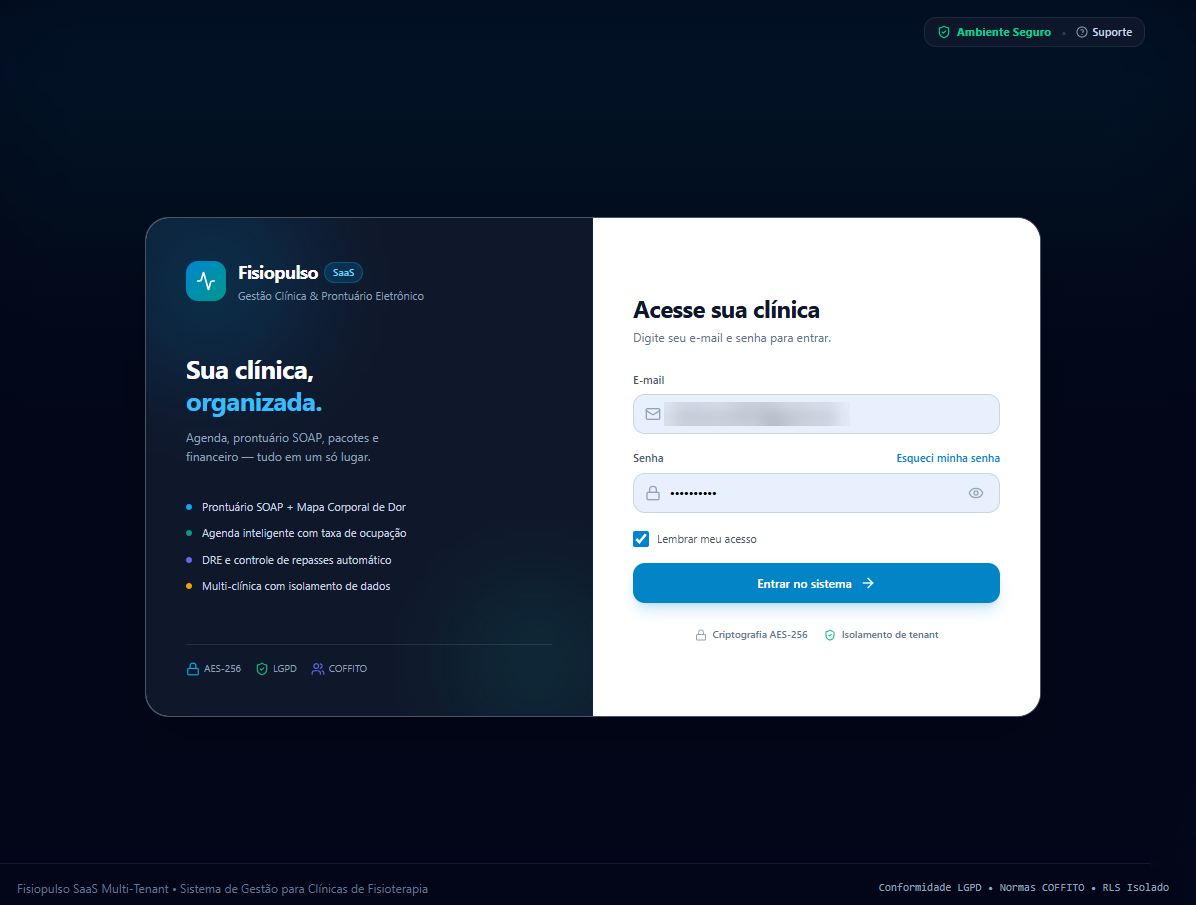 Ambiente Seguro • Suporte
Fisiopulso SaaS
Gestão Clínica & Prontuário Eletrônico
Sua clínica,
organizada.
Agenda, prontuário SOAP, pacotes e
financeiro — tudo em um só lugar.
Prontuário SOAP + Mapa Corporal de Dor
Agenda inteligente com taxa de ocupação
DRE e controle de repasses automático
Multi-clínica com isolamento de dados
AES-256 LGPD COFFITO
Acesse sua clínica
Digite seu e-mail e senha para entrar.
E-mail
Senha Esqueci minha senha
••••••••••
Lembrar meu acesso
Entrar no sistema →
Criptografia AES-256 Isolamento de tenant
Fisiopulso SaaS Multi-Tenant • Sistema de Gestão para Clínicas de Fisioterapia
Conformidade LGPD • Normas COFFITO • RLS Isolado